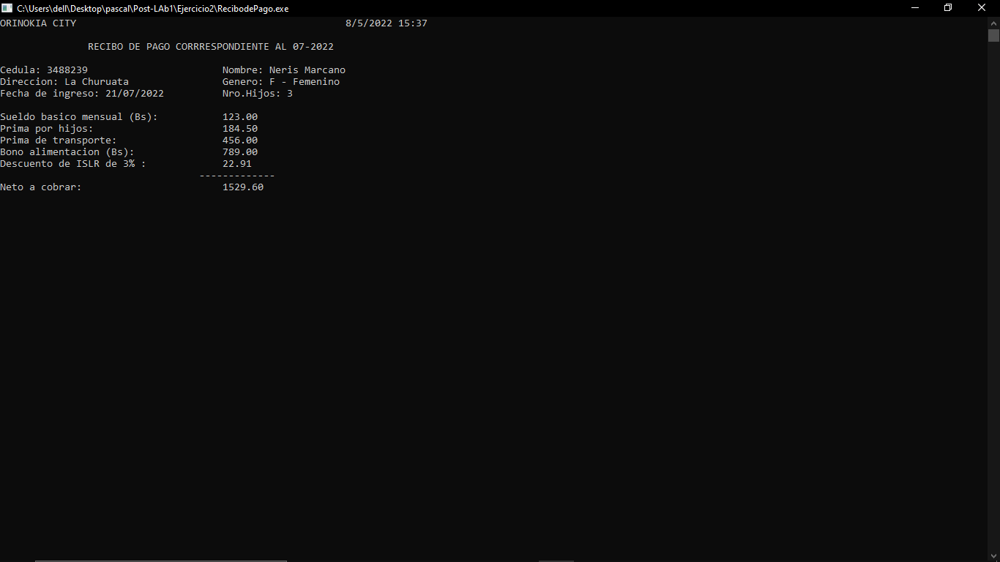 C:\Users\dell\Desktop\pascal\Post-LAb1\Ejercicio2\RecibodePago.exe
ORINOKIA CITY 8/5/2022 15:37
RECIBO DE PAGO CORRRESPONDIENTE AL 07-2022
Cedula: 3488239 Nombre: Neris Marcano
Direccion: La Churuata Genero: F - Femenino
Fecha de ingreso: 21/07/2022 Nro.Hijos: 3
Sueldo basico mensual (Bs): 123.00
Prima por hijos: 184.50
Prima de transporte: 456.00
Bono alimentacion (Bs): 789.00
Descuento de ISLR de 3% : 22.91
-------------
Neto a cobrar: 1529.60